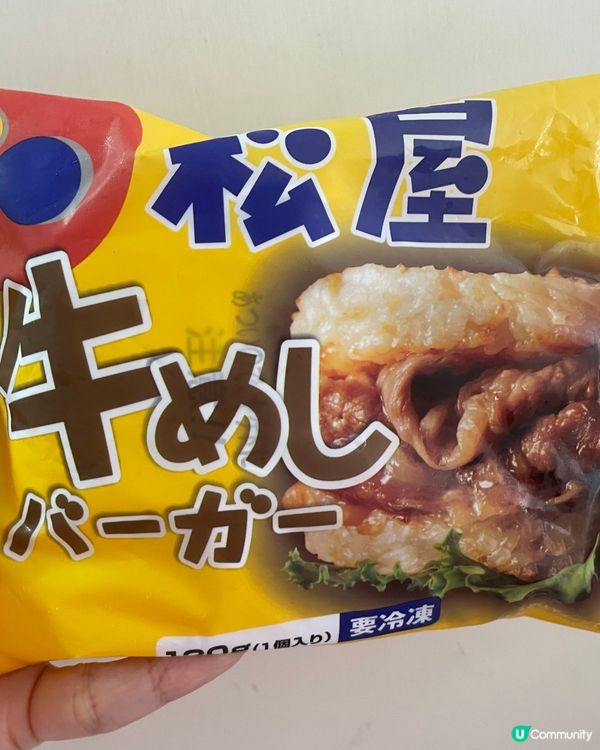 松屋
牛めし
バーガー
(1個入り)
要冷凍
U Community